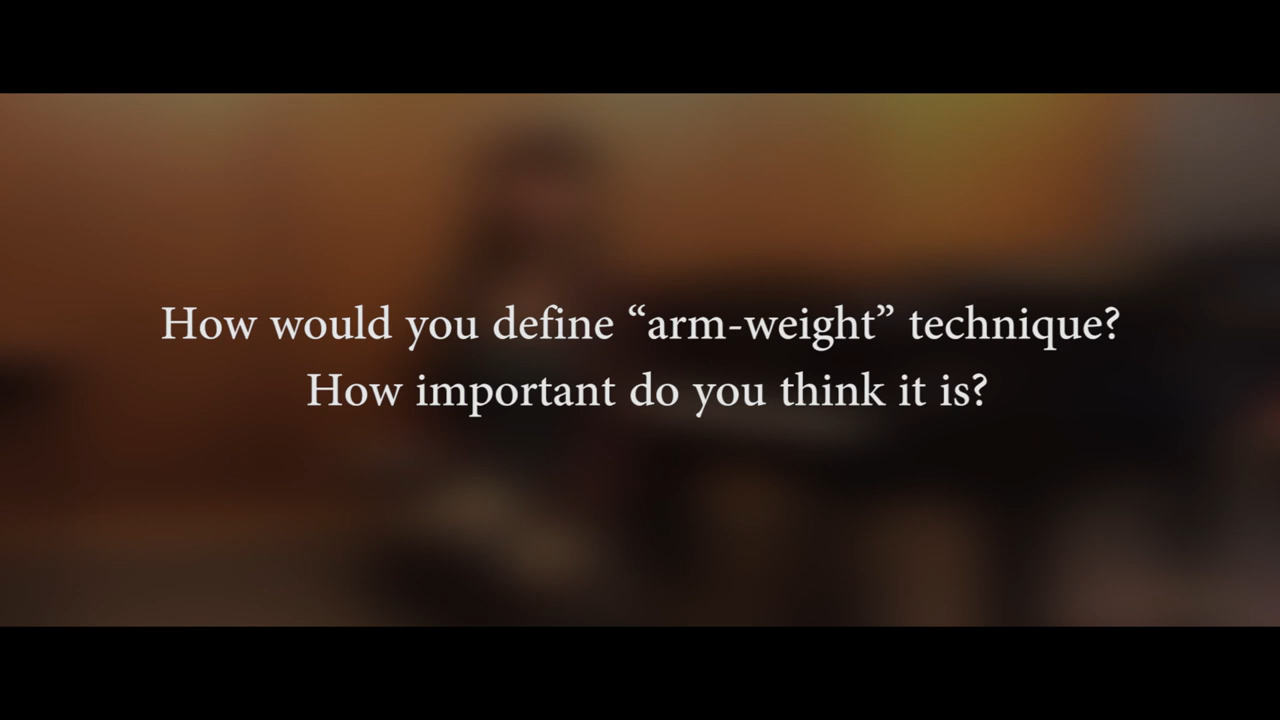 How would you define “arm-weight” technique?
How important do you think it is?